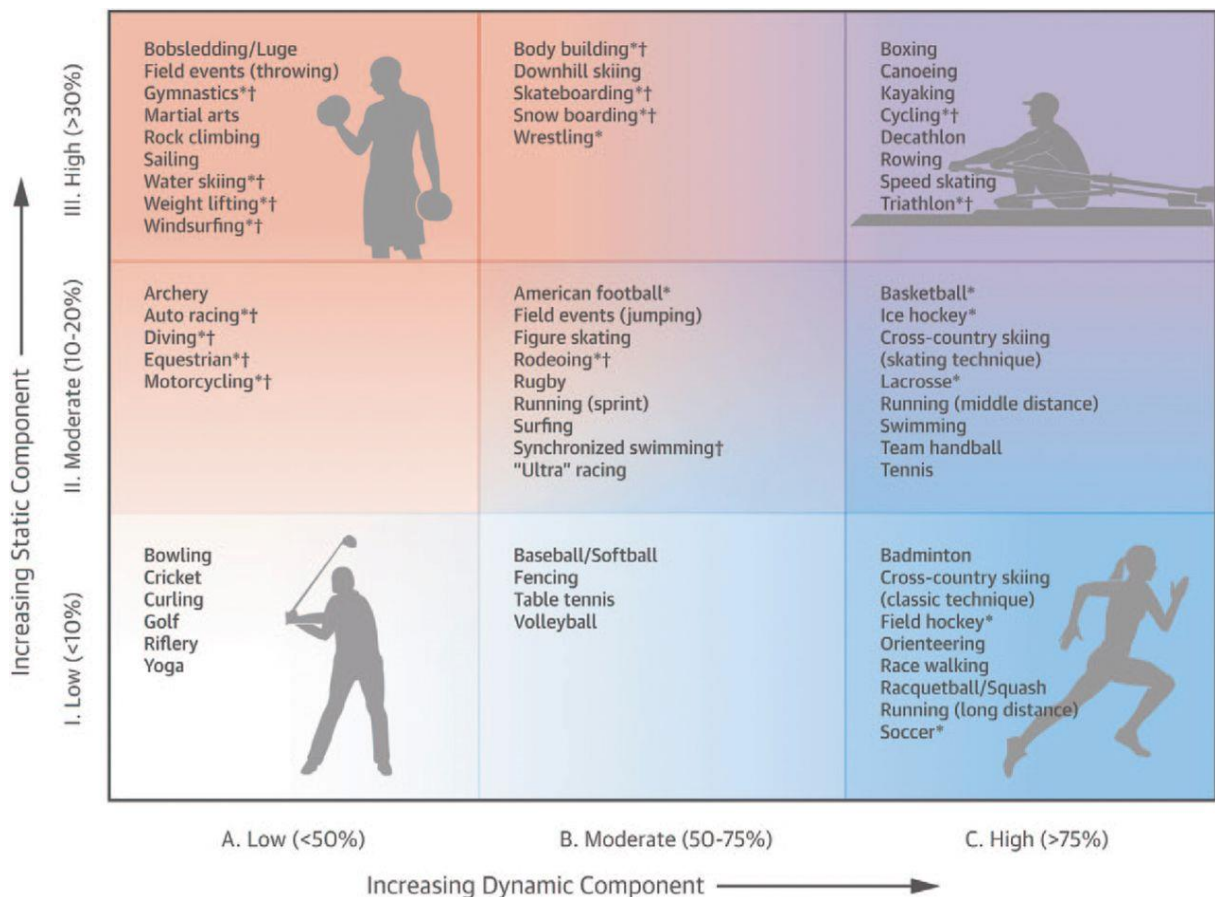 Increasing Static Component
III. High (>30%)
Bobsledding/Luge
Field events (throwing)
Gymnastics*†
Martial arts
Rock climbing
Sailing
Water skiing*†
Weight lifting*†
Windsurfing*†
Body building*†
Downhill skiing
Skateboarding*†
Snow boarding*†
Wrestling*
Boxing
Canoeing
Kayaking
Cycling*†
Decathlon
Rowing
Speed skating
Triathlon*†
II. Moderate (10-20%)
Archery
Auto racing*†
Diving*†
Equestrian*†
Motorcycling*†
American football*
Field events (jumping)
Figure skating
Rodeoing*†
Rugby
Running (sprint)
Surfing
Synchronized swimming†
"Ultra" racing
Basketball*
Ice hockey*
Cross-country skiing
(skating technique)
Lacrosse*
Running (middle distance)
Swimming
Team handball
Tennis
I. Low (<10%)
Bowling
Cricket
Curling
Golf
Riflery
Yoga
Baseball/Softball
Fencing
Table tennis
Volleyball
Badminton
Cross-country skiing
(classic technique)
Field hockey*
Orienteering
Race walking
Racquetball/Squash
Running (long distance)
Soccer*
A. Low (<50%)
B. Moderate (50-75%)
C. High (>75%)
Increasing Dynamic Component